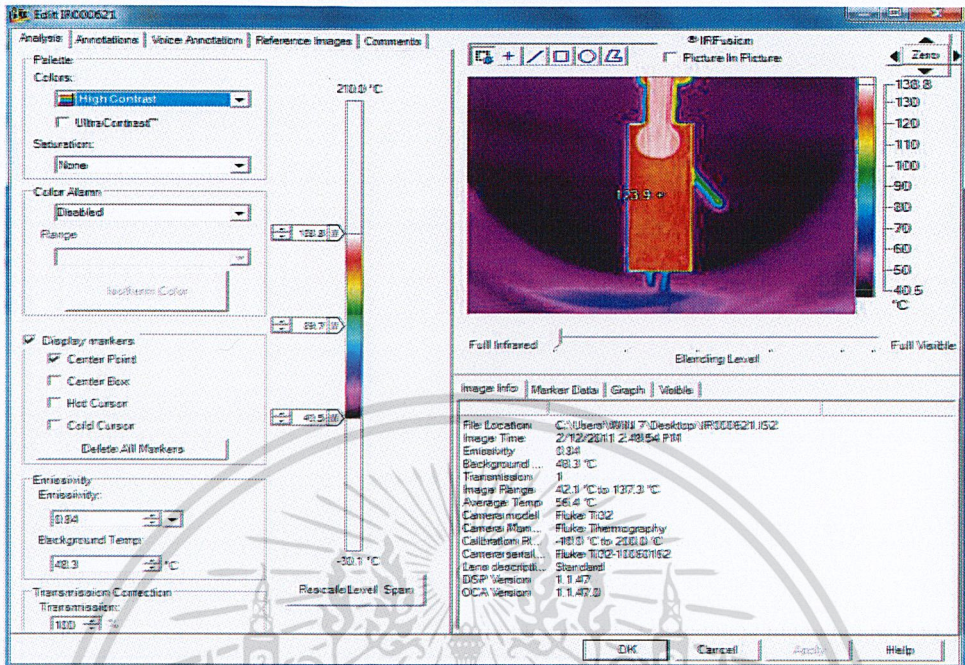 Edit IR000621
Analysis Annotations Voice Annotation Reference Images Comments
Palette
Colors:
High Contrast
UltraContrast™
Saturation:
None
Color Alarm
Disabled
Range
Isotherm Color
Display markers
Center Point
Center Box
Hot Cursor
Cold Cursor
Delete All Markers
Emissivity
Emissivity:
0.94
Background Temp:
48.3 °C
Transmission Correction
Transmission:
100 %
210.0 °C
138.8
89.7
40.5
-30.1 °C
Rescale Level / Span
IRFusion
Picture In Picture
Zero
123.9
138.8
130
120
110
100
90
80
70
60
50
40.5
°C
Full Infrared
Blending Level
Full Visible
Image Info Marker Data Graph Visible
File Location C:\Users\WIN 7\Desktop\IR000621.IS2
Image Time 2/12/2011 2:48:54 PM
Emissivity 0.94
Background ... 48.3 °C
Transmission 1
Image Range 42.1 °C to 137.3 °C
Average Temp 56.4 °C
Camera model Fluke Ti32
Camera Man... Fluke Thermography
Calibration R... -10.0 °C to 200.0 °C
Camera serial... Fluke Ti32-10060162
Lens descripti... Standard
DSP Version 1.1.47
OCA Version 1.1.47.0
OK Cancel Apply Help